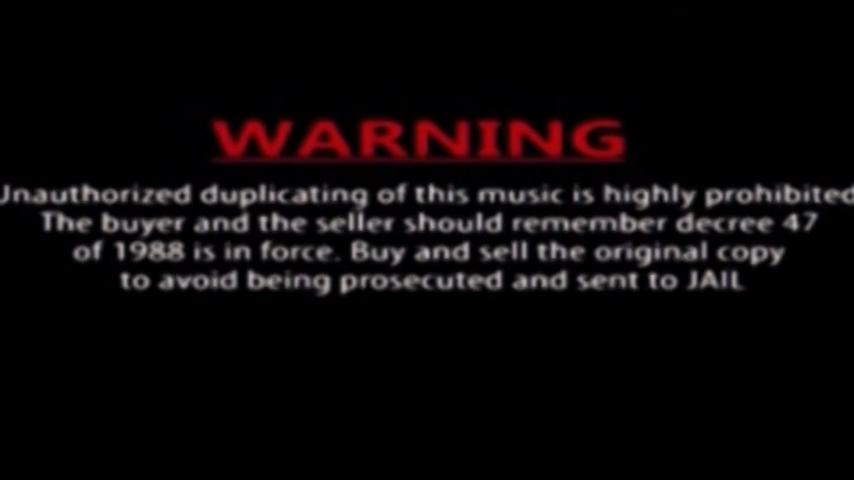 WARNING
Unauthorized duplicating of this music is highly prohibited
The buyer and the seller should remember decree 47
of 1988 is in force. Buy and sell the original copy
to avoid being prosecuted and sent to JAIL